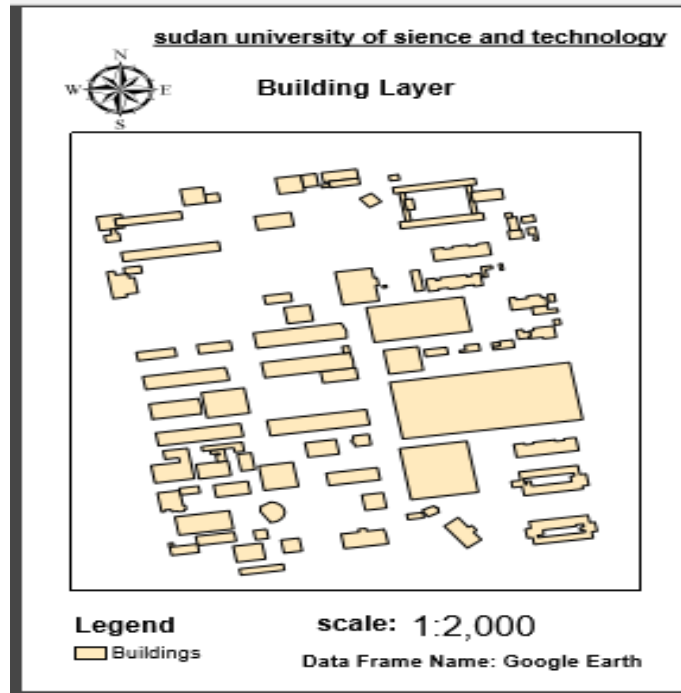 sudan university of sience and technology
N
Building Layer
W E
S
Legend
scale: 1:2,000
Buildings
Data Frame Name: Google Earth